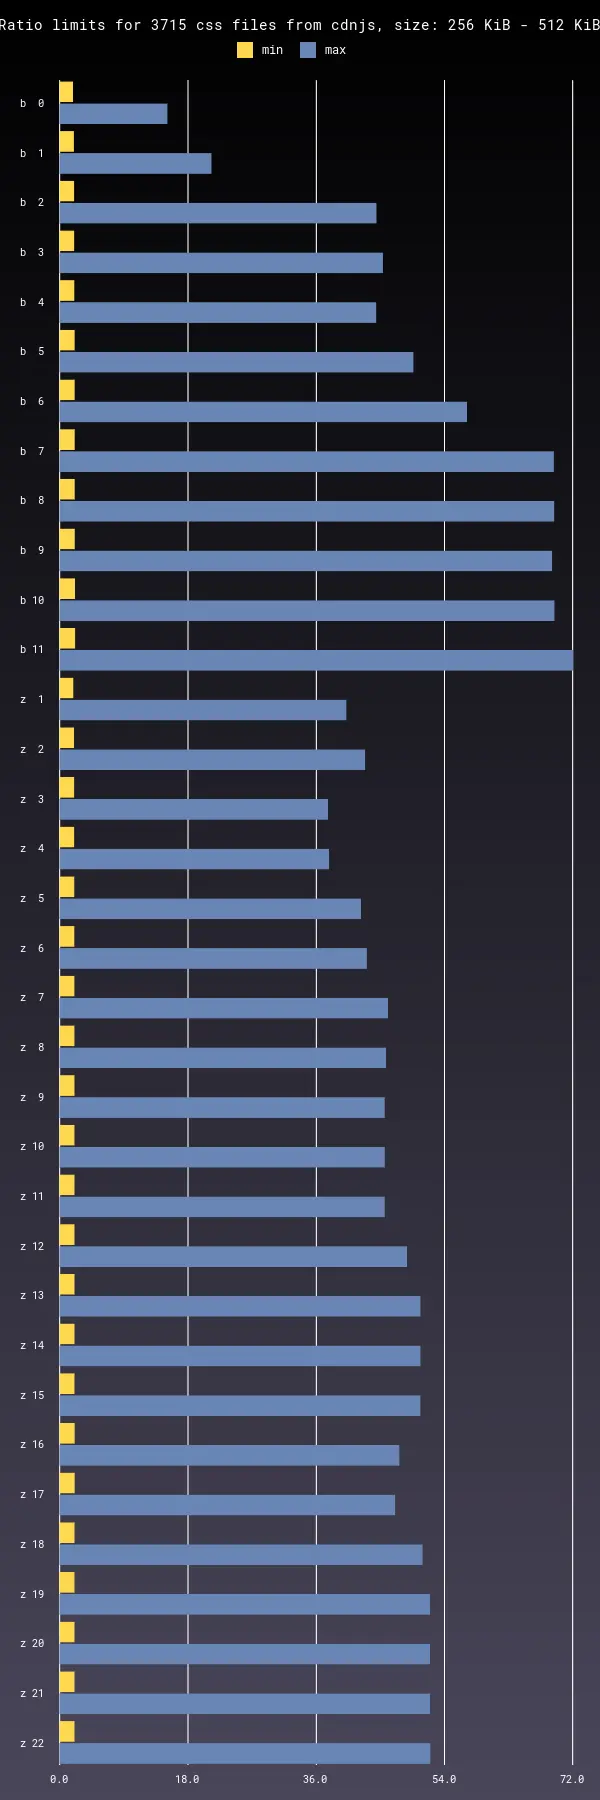 Ratio limits for 3715 css files from cdnjs, size: 256 KiB - 512 KiB
min max
b 0
b 1
b 2
b 3
b 4
b 5
b 6
b 7
b 8
b 9
b 10
b 11
z 1
z 2
z 3
z 4
z 5
z 6
z 7
z 8
z 9
z 10
z 11
z 12
z 13
z 14
z 15
z 16
z 17
z 18
z 19
z 20
z 21
z 22
0.0 18.0 36.0 54.0 72.0